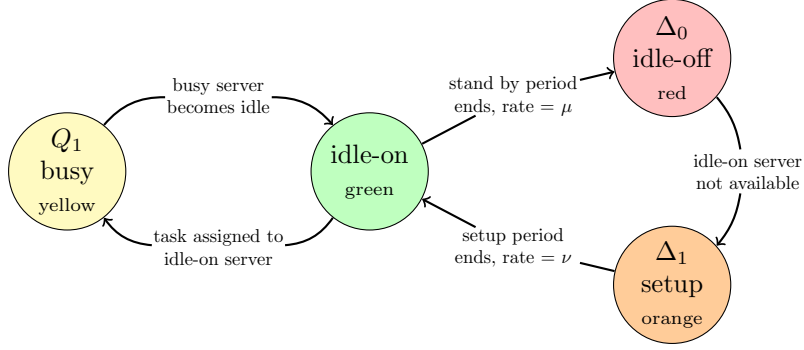 Q₁
busy
yellow
busy server
becomes idle
task assigned to
idle-on server
idle-on
green
stand by period
ends, rate = μ
setup period
ends, rate = ν
Δ₀
idle-off
red
idle-on server
not available
Δ₁
setup
orange